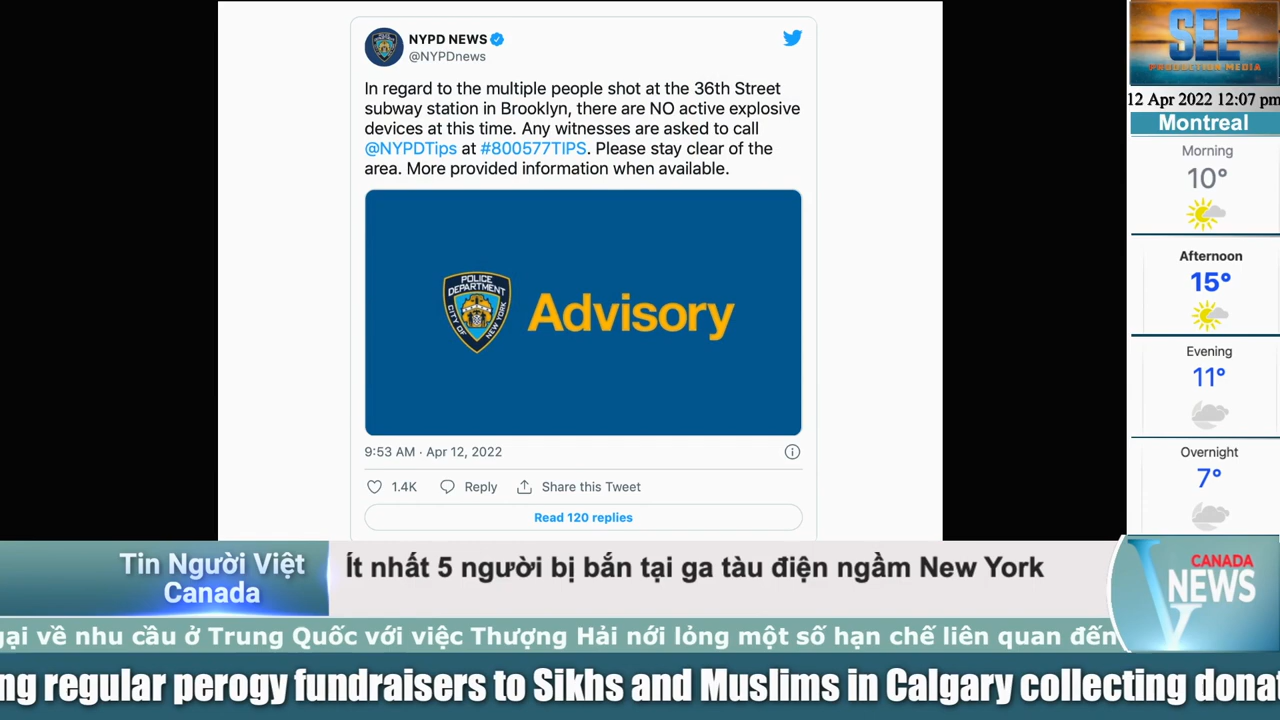 NYPD NEWS
@NYPDnews
In regard to the multiple people shot at the 36th Street
subway station in Brooklyn, there are NO active explosive
devices at this time. Any witnesses are asked to call
@NYPDTips at #800577TIPS. Please stay clear of the
area. More provided information when available.
POLICE
DEPARTMENT
CITY OF
NEW YORK
Advisory
9:53 AM · Apr 12, 2022
1.4K
Reply
Share this Tweet
Read 120 replies
SEE
PRODUCTION MEDIA
12 Apr 2022 12:07 pm
Montreal
Morning
10°
Afternoon
15°
Evening
11°
Overnight
7°
Tin Người Việt
Canada
Ít nhất 5 người bị bắn tại ga tàu điện ngầm New York
CANADA
V NEWS
gại về nhu cầu ở Trung Quốc với việc Thượng Hải nới lỏng một số hạn chế liên quan đến
ng regular perogy fundraisers to Sikhs and Muslims in Calgary collecting dona